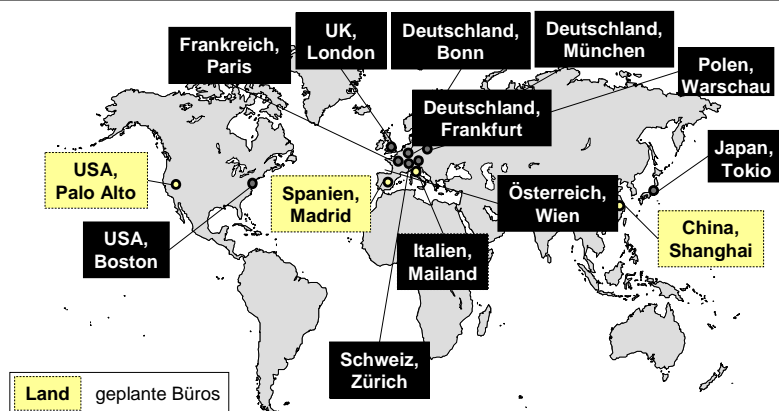 Frankreich,
Paris
UK,
London
Deutschland,
Bonn
Deutschland,
München
Polen,
Warschau
Deutschland,
Frankfurt
USA,
Palo Alto
Spanien,
Madrid
Österreich,
Wien
Japan,
Tokio
USA,
Boston
Italien,
Mailand
China,
Shanghai
Schweiz,
Zürich
Land geplante Büros